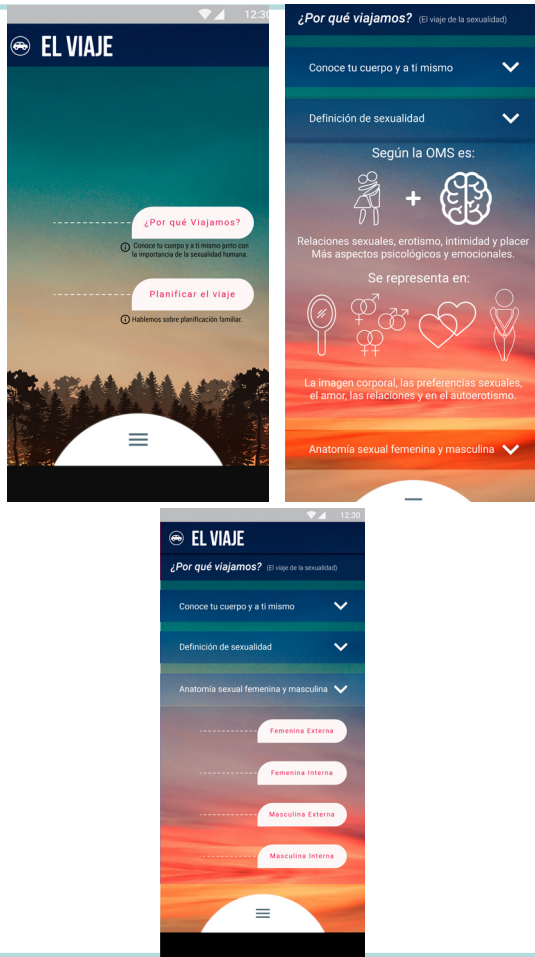 12:30
EL VIAJE
¿Por qué Viajamos?
Conoce tu cuerpo y a ti mismo junto con
la importancia de la sexualidad humana.
Planificar el viaje
Hablemos sobre planificación familiar.
¿Por qué viajamos? (El viaje de la sexualidad)
Conoce tu cuerpo y a ti mismo
Definición de sexualidad
Según la OMS es:
+
Relaciones sexuales, erotismo, intimidad y placer
Más aspectos psicológicos y emocionales.
Se representa en:
La imagen corporal, las preferencias sexuales,
el amor, las relaciones y en el autoerotismo.
Anatomía sexual femenina y masculina
12:30
EL VIAJE
¿Por qué viajamos? (El viaje de la sexualidad)
Conoce tu cuerpo y a ti mismo
Definición de sexualidad
Anatomía sexual femenina y masculina
Femenina Externa
Femenina Interna
Masculina Externa
Masculina Interna